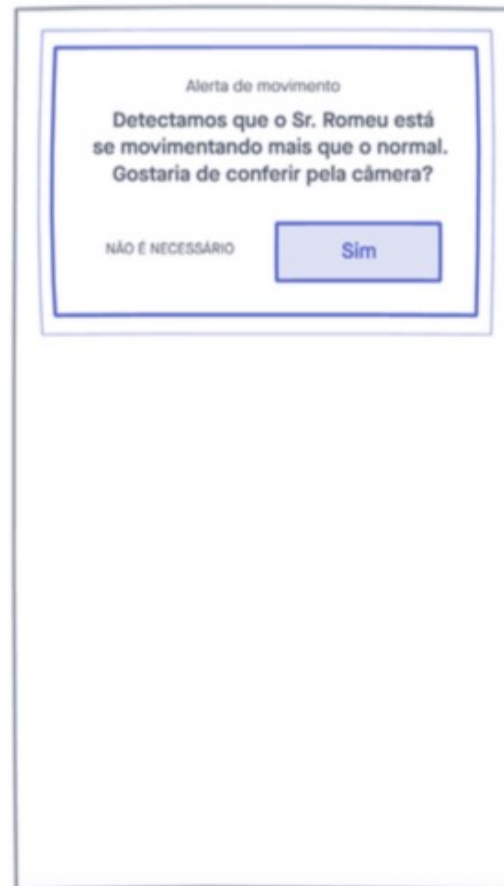 Alerta de movimento
Detectamos que o Sr. Romeu está
se movimentando mais que o normal.
Gostaria de conferir pela câmera?
NÃO É NECESSÁRIO
Sim